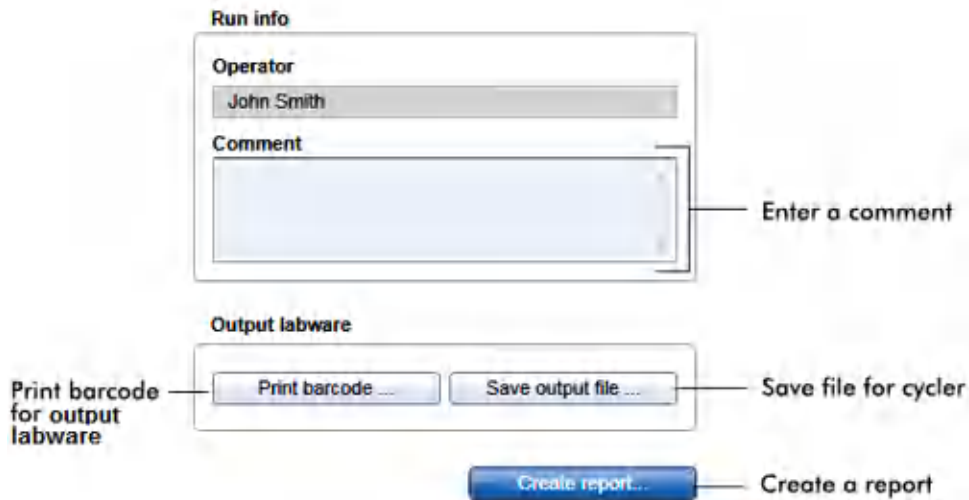 Run info
Operator
John Smith
Comment
Enter a comment
Output labware
Print barcode
for output
labware
Print barcode ...
Save output file ...
Save file for cycler
Create report...
Create a report